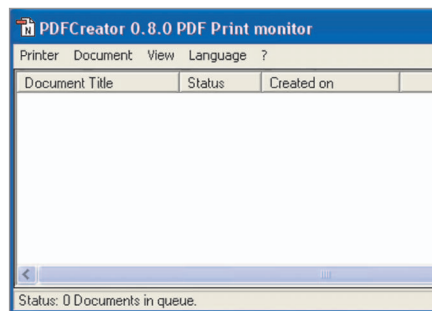 PDFCreator 0.8.0 PDF Print monitor
Printer Document View Language ?
Document Title Status Created on
Status: 0 Documents in queue.